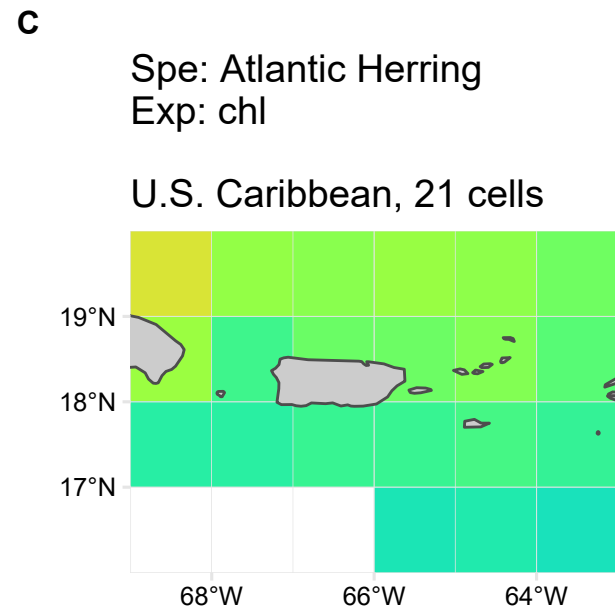 C
Spe: Atlantic Herring
Exp: chl
U.S. Caribbean, 21 cells
19°N
18°N
17°N
68°W 66°W 64°W